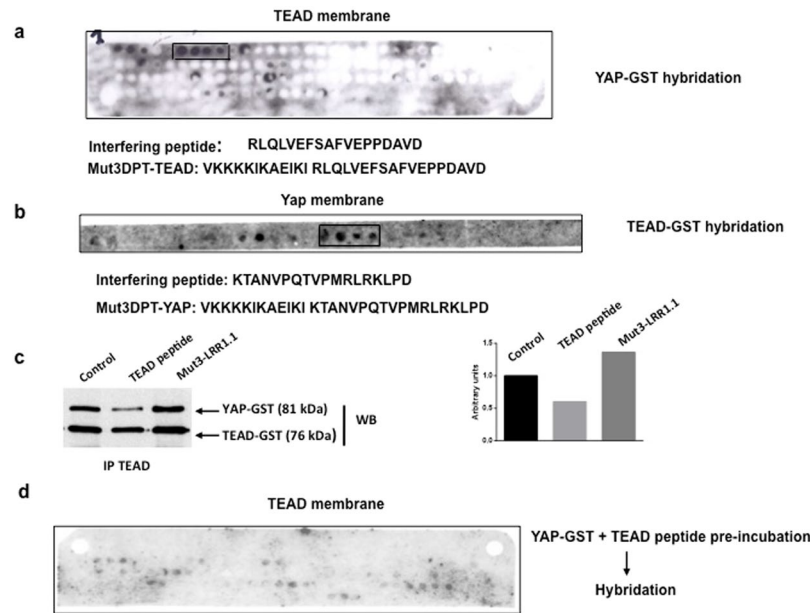 TEAD membrane
a
YAP-GST hybridation
Interfering peptide: RLQLVEFSAFVEPPDAVD
Mut3DPT-TEAD: VKKKKIKAEIKI RLQLVEFSAFVEPPDAVD
b
Yap membrane
TEAD-GST hybridation
Interfering peptide: KTANVPQTVPMRLRKLPD
Mut3DPT-YAP: VKKKKIKAEIKI KTANVPQTVPMRLRKLPD
c
Control
TEAD peptide
Mut3-LRR1.1
YAP-GST (81 kDa)
TEAD-GST (76 kDa)
WB
IP TEAD
Control
TEAD peptide
Mut3-LRR1.1
Arbitrary units
1.5
1.0
0.5
0.0
d
TEAD membrane
YAP-GST + TEAD peptide pre-incubation
Hybridation